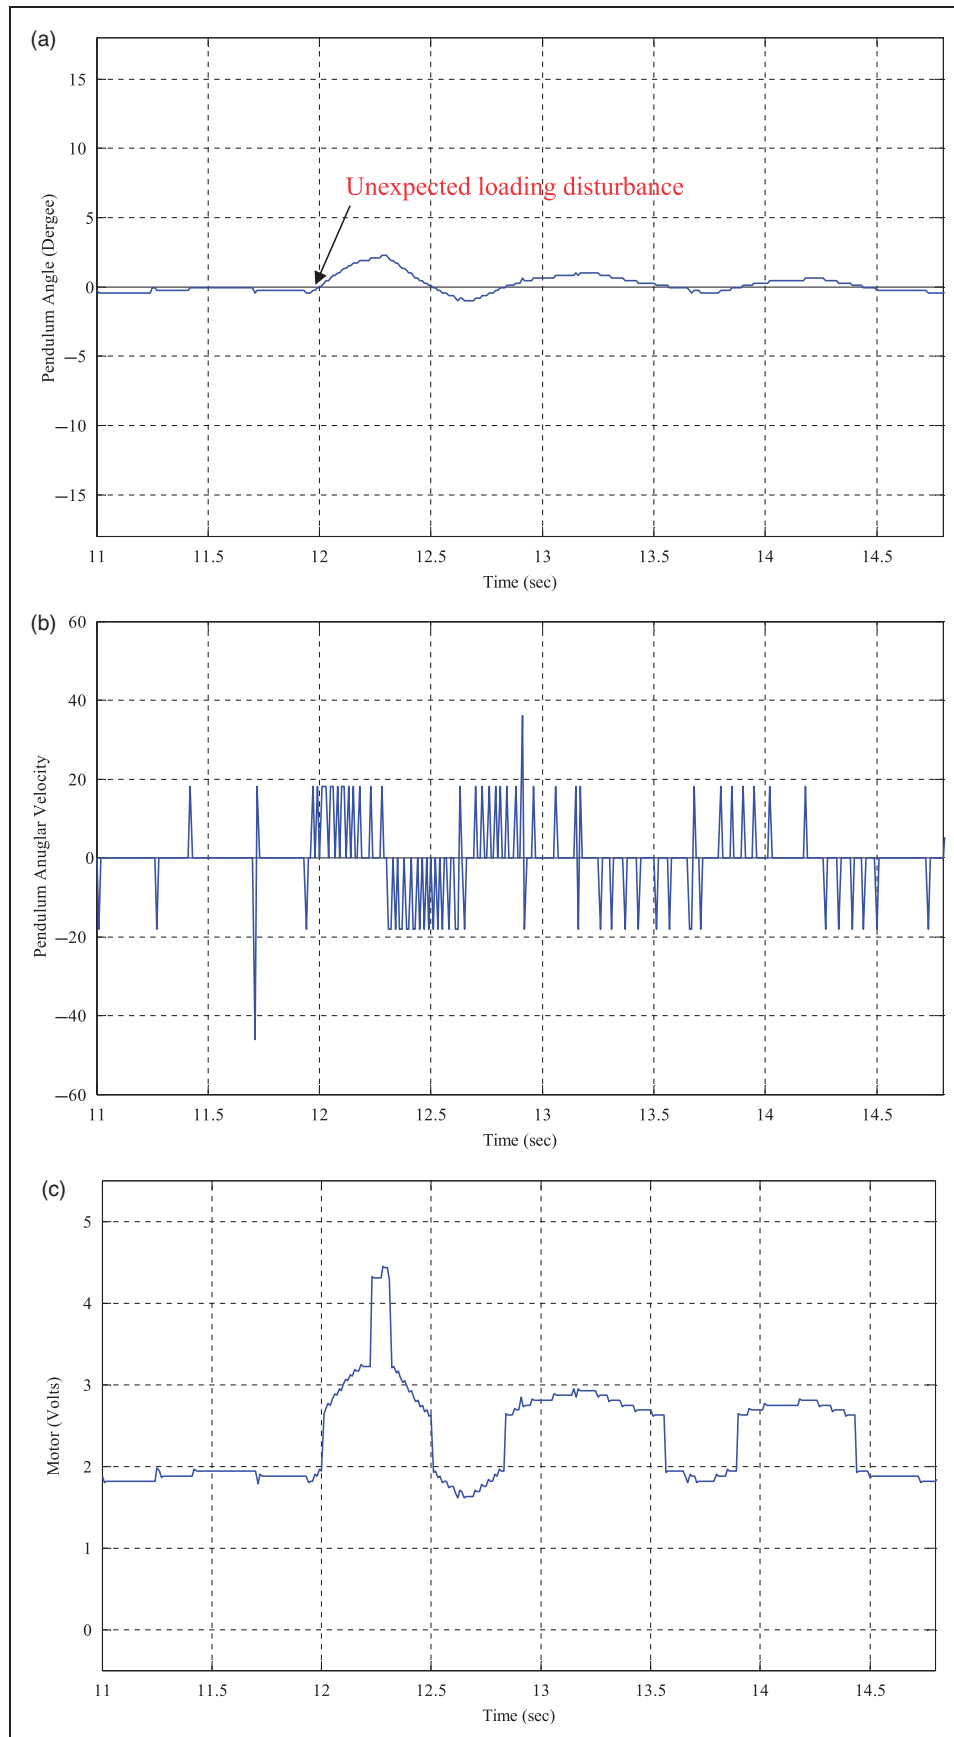 (a)
15
10
Unexpected loading disturbance
5
0
−5
−10
−15
Pendulum Angle (Dergee)
11 11.5 12 12.5 13 13.5 14 14.5
Time (sec)
(b)
60
40
20
0
−20
−40
−60
Pendulum Anuglar Velocity
11 11.5 12 12.5 13 13.5 14 14.5
Time (sec)
(c)
5
4
3
2
1
0
Motor (Volts)
11 11.5 12 12.5 13 13.5 14 14.5
Time (sec)